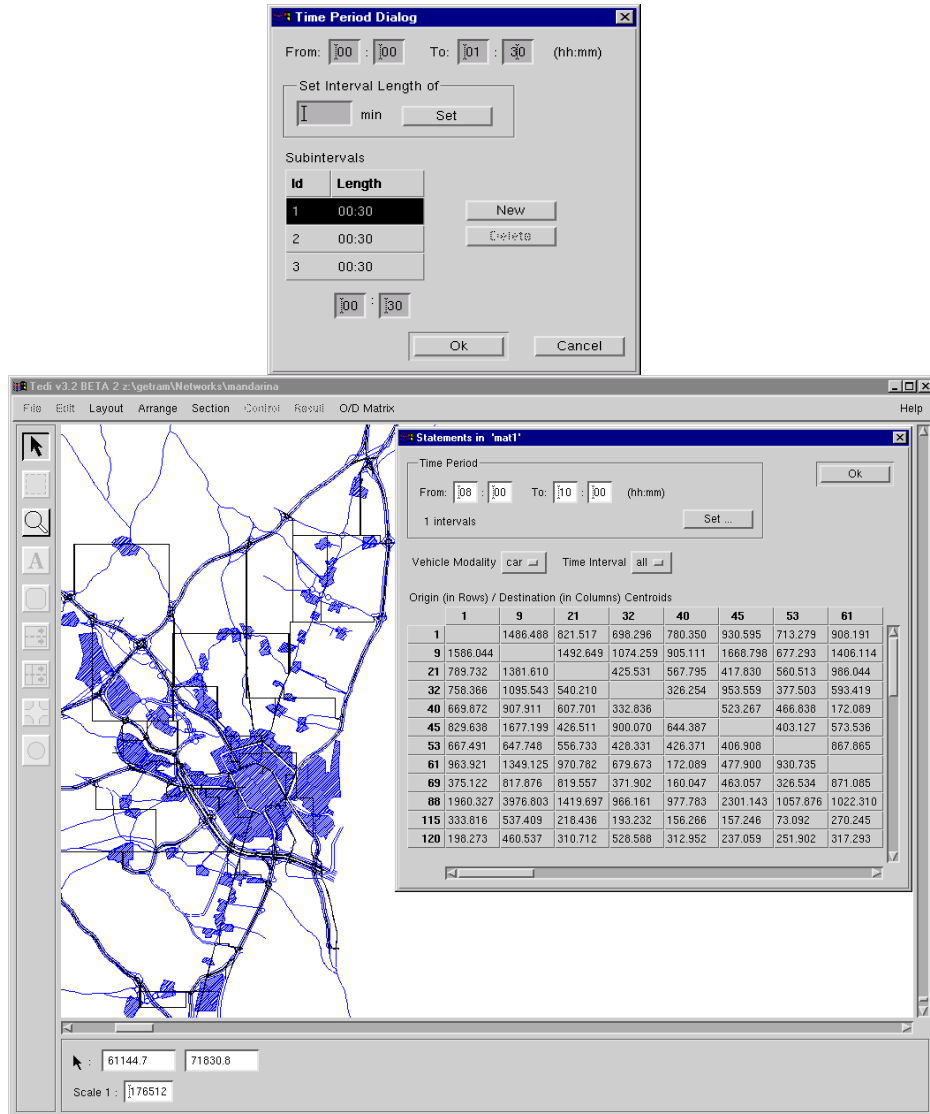 Time Period Dialog
From: 00 : 00 To: 01 : 30 (hh:mm)
Set Interval Length of
min Set
Subintervals
Id Length
1 00:30
New
2 00:30
Delete
3 00:30
00 : 30
Ok Cancel
Tedi v3.2 BETA 2 z:\getram\Networks\mandarina
File Edit Layout Arrange Section Control Result O/D Matrix Help
Statements in 'mat1'
Time Period
Ok
From: 08 : 00 To: 10 : 00 (hh:mm)
1 intervals Set ...
Vehicle Modality car Time Interval all
Origin (in Rows) / Destination (in Columns) Centroids
1 9 21 32 40 45 53 61
1 1486.488 821.517 698.296 780.350 930.595 713.279 908.191
9 1586.044 1492.649 1074.259 905.111 1668.798 677.293 1406.114
21 789.732 1381.610 425.531 567.795 417.830 560.513 986.044
32 758.366 1095.543 540.210 326.254 953.559 377.503 593.419
40 669.872 907.911 607.701 332.836 523.267 466.838 172.089
45 829.638 1677.199 426.511 900.070 644.387 403.127 573.536
53 667.491 647.748 556.733 428.331 426.371 406.908 867.865
61 963.921 1349.125 970.782 679.673 172.089 477.900 930.735
69 375.122 817.876 819.557 371.902 160.047 463.057 326.534 871.085
88 1960.327 3976.803 1419.697 966.161 977.783 2301.143 1057.876 1022.310
115 333.816 537.409 218.436 193.232 156.266 157.246 73.092 270.245
120 198.273 460.537 310.712 528.588 312.952 237.059 251.902 317.293
A
: 61144.7 71830.8
Scale 1 : 176512